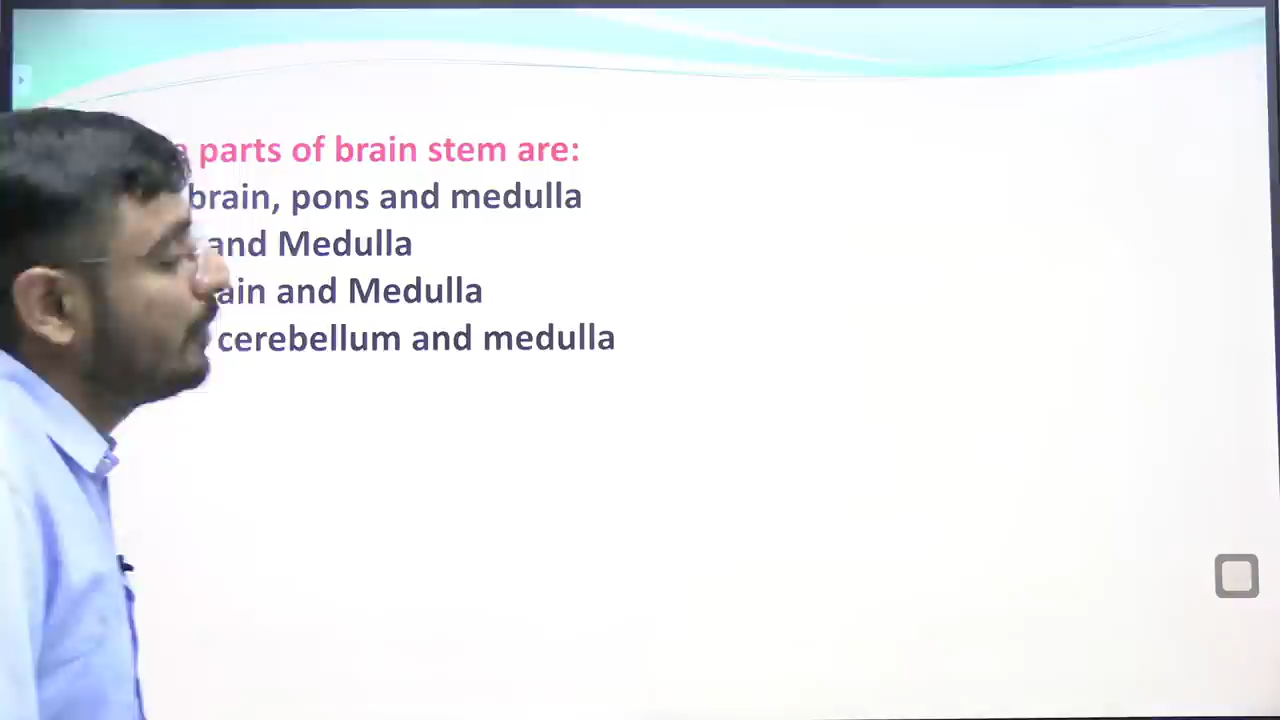 parts of brain stem are:
brain, pons and medulla
and Medulla
ain and Medulla
cerebellum and medulla